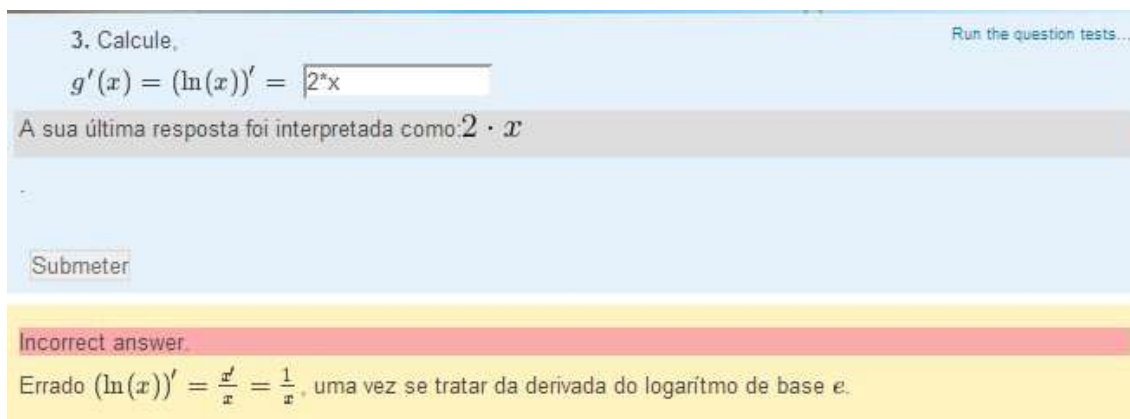 3. Calcule,
Run the question tests...
g′(x) = (ln(x))′ = 2*x
A sua última resposta foi interpretada como:2 · x
.
Submeter
Incorrect answer.
Errado (ln(x))′ = x′/x = 1/x, uma vez se tratar da derivada do logarítmo de base e.